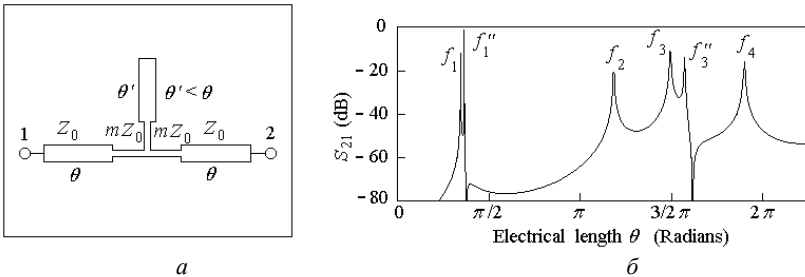 θ' θ' < θ
1 Z₀ mZ₀ mZ₀ Z₀ 2
θ θ
a
S₂₁ (dB)
0
– 20
– 40
– 60
– 80
f₁ f₁'' f₂ f₃ f₃'' f₄
0 π/2 π 3/2 π 2 π
Electrical length θ (Radians)
б